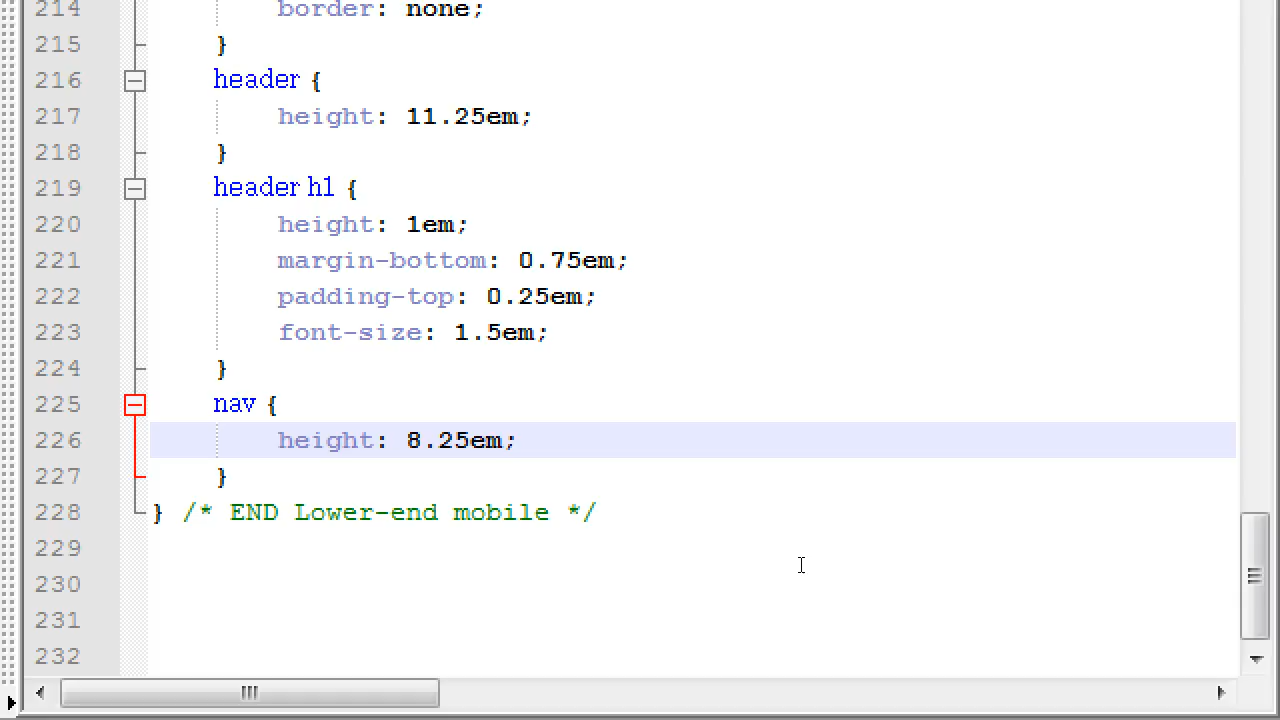 214 border: none;
215 }
216 header {
217 height: 11.25em;
218 }
219 header h1 {
220 height: 1em;
221 margin-bottom: 0.75em;
222 padding-top: 0.25em;
223 font-size: 1.5em;
224 }
225 nav {
226 height: 8.25em;
227 }
228 } /* END Lower-end mobile */
229
230
231
232